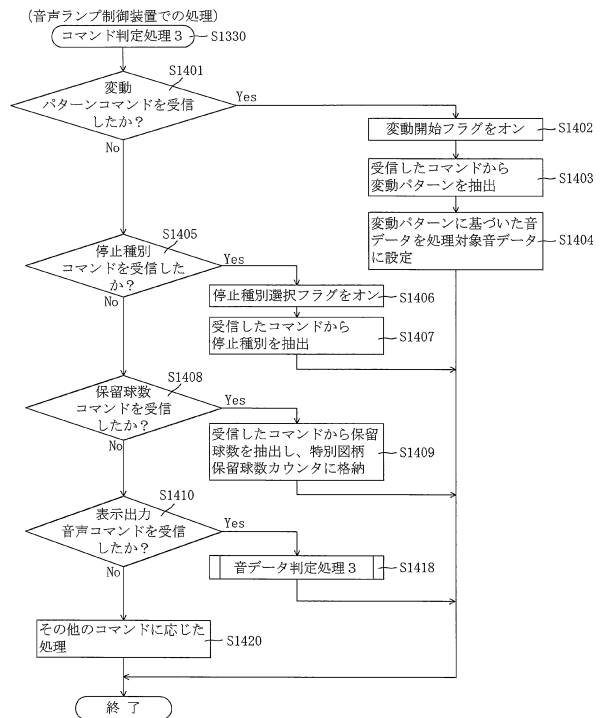 (音声ランプ制御装置での処理)
コマンド判定処理3
S1330
S1401
変動
パターンコマンドを受信
したか?
Yes
No
変動開始フラグをオン
S1402
受信したコマンドから
変動パターンを抽出
S1403
変動パターンに基づいた音
データを処理対象音データ
に設定
S1404
S1405
停止種別
コマンドを受信した
か?
Yes
No
停止種別選択フラグをオン
S1406
受信したコマンドから
停止種別を抽出
S1407
S1408
保留球数
コマンドを受信
したか?
Yes
No
受信したコマンドから保留
球数を抽出し、特別図柄
保留球数カウンタに格納
S1409
S1410
表示出力
音声コマンドを受信
したか?
Yes
No
音データ判定処理3
S1418
その他のコマンドに応じた
処理
S1420
終了